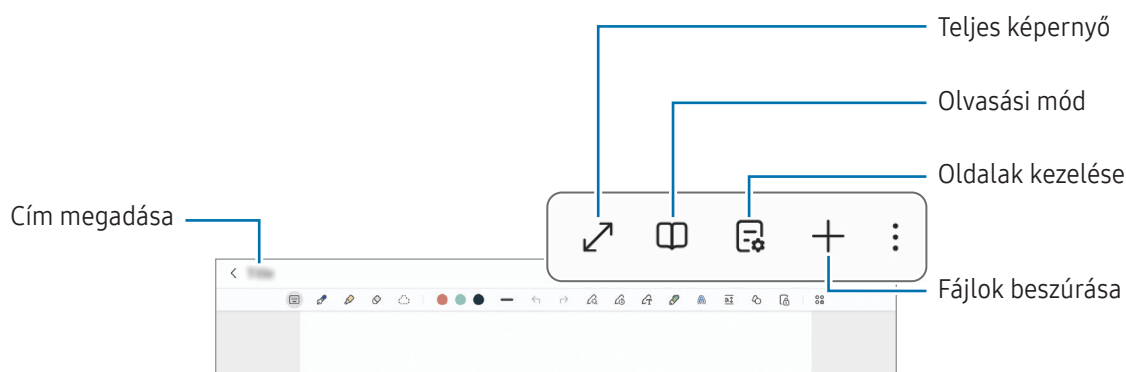 Teljes képernyő
Olvasási mód
Oldalak kezelése
Cím megadása
Fájlok beszúrása